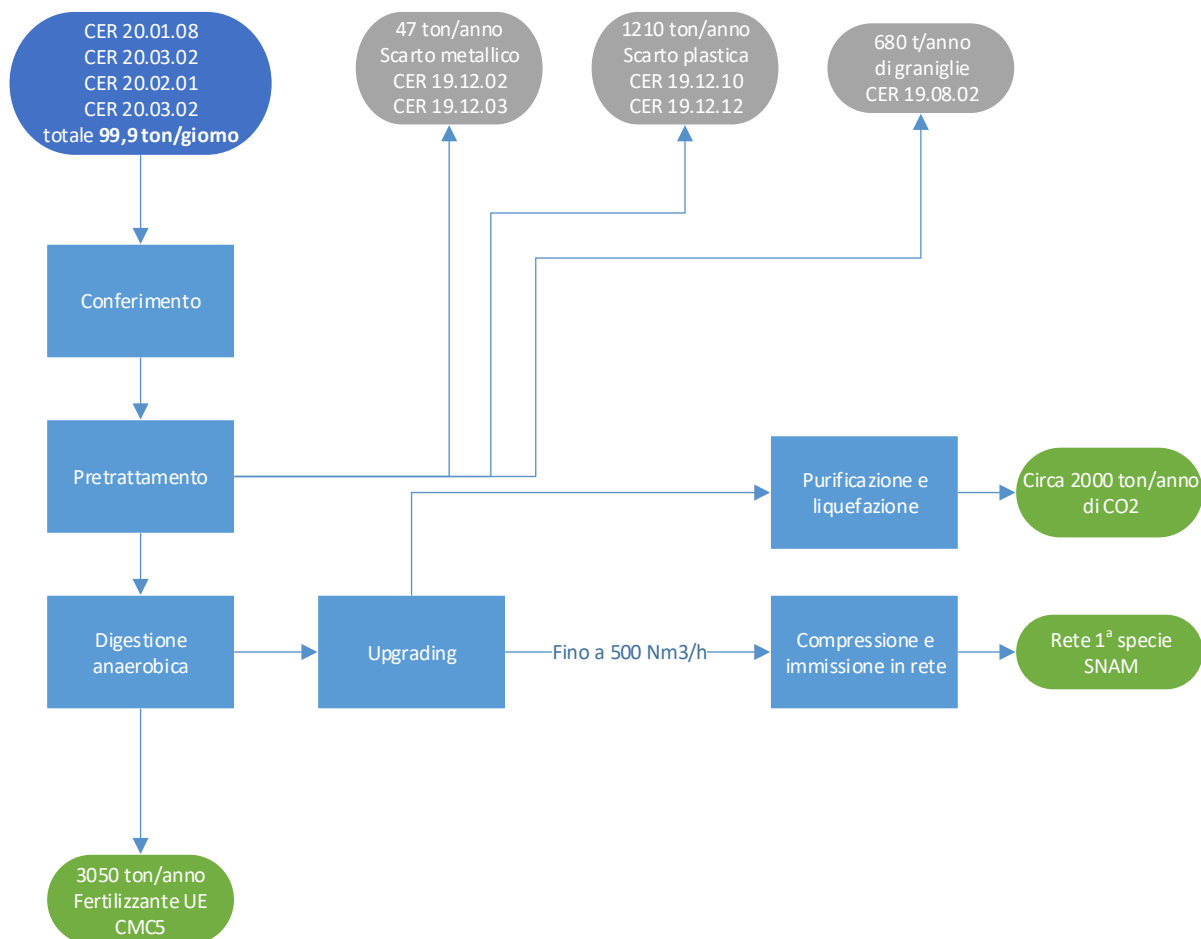 CER 20.01.08
CER 20.03.02
CER 20.02.01
CER 20.03.02
totale 99,9 ton/giorno
47 ton/anno
Scarto metallico
CER 19.12.02
CER 19.12.03
1210 ton/anno
Scarto plastica
CER 19.12.10
CER 19.12.12
680 t/anno
di graniglie
CER 19.08.02
Conferimento
Pretrattamento
Purificazione e
liquefazione
Circa 2000 ton/anno
di CO2
Digestione
anaerobica
Upgrading
Fino a 500 Nm3/h
Compressione e
immissione in rete
Rete 1ª specie
SNAM
3050 ton/anno
Fertilizzante UE
CMC5